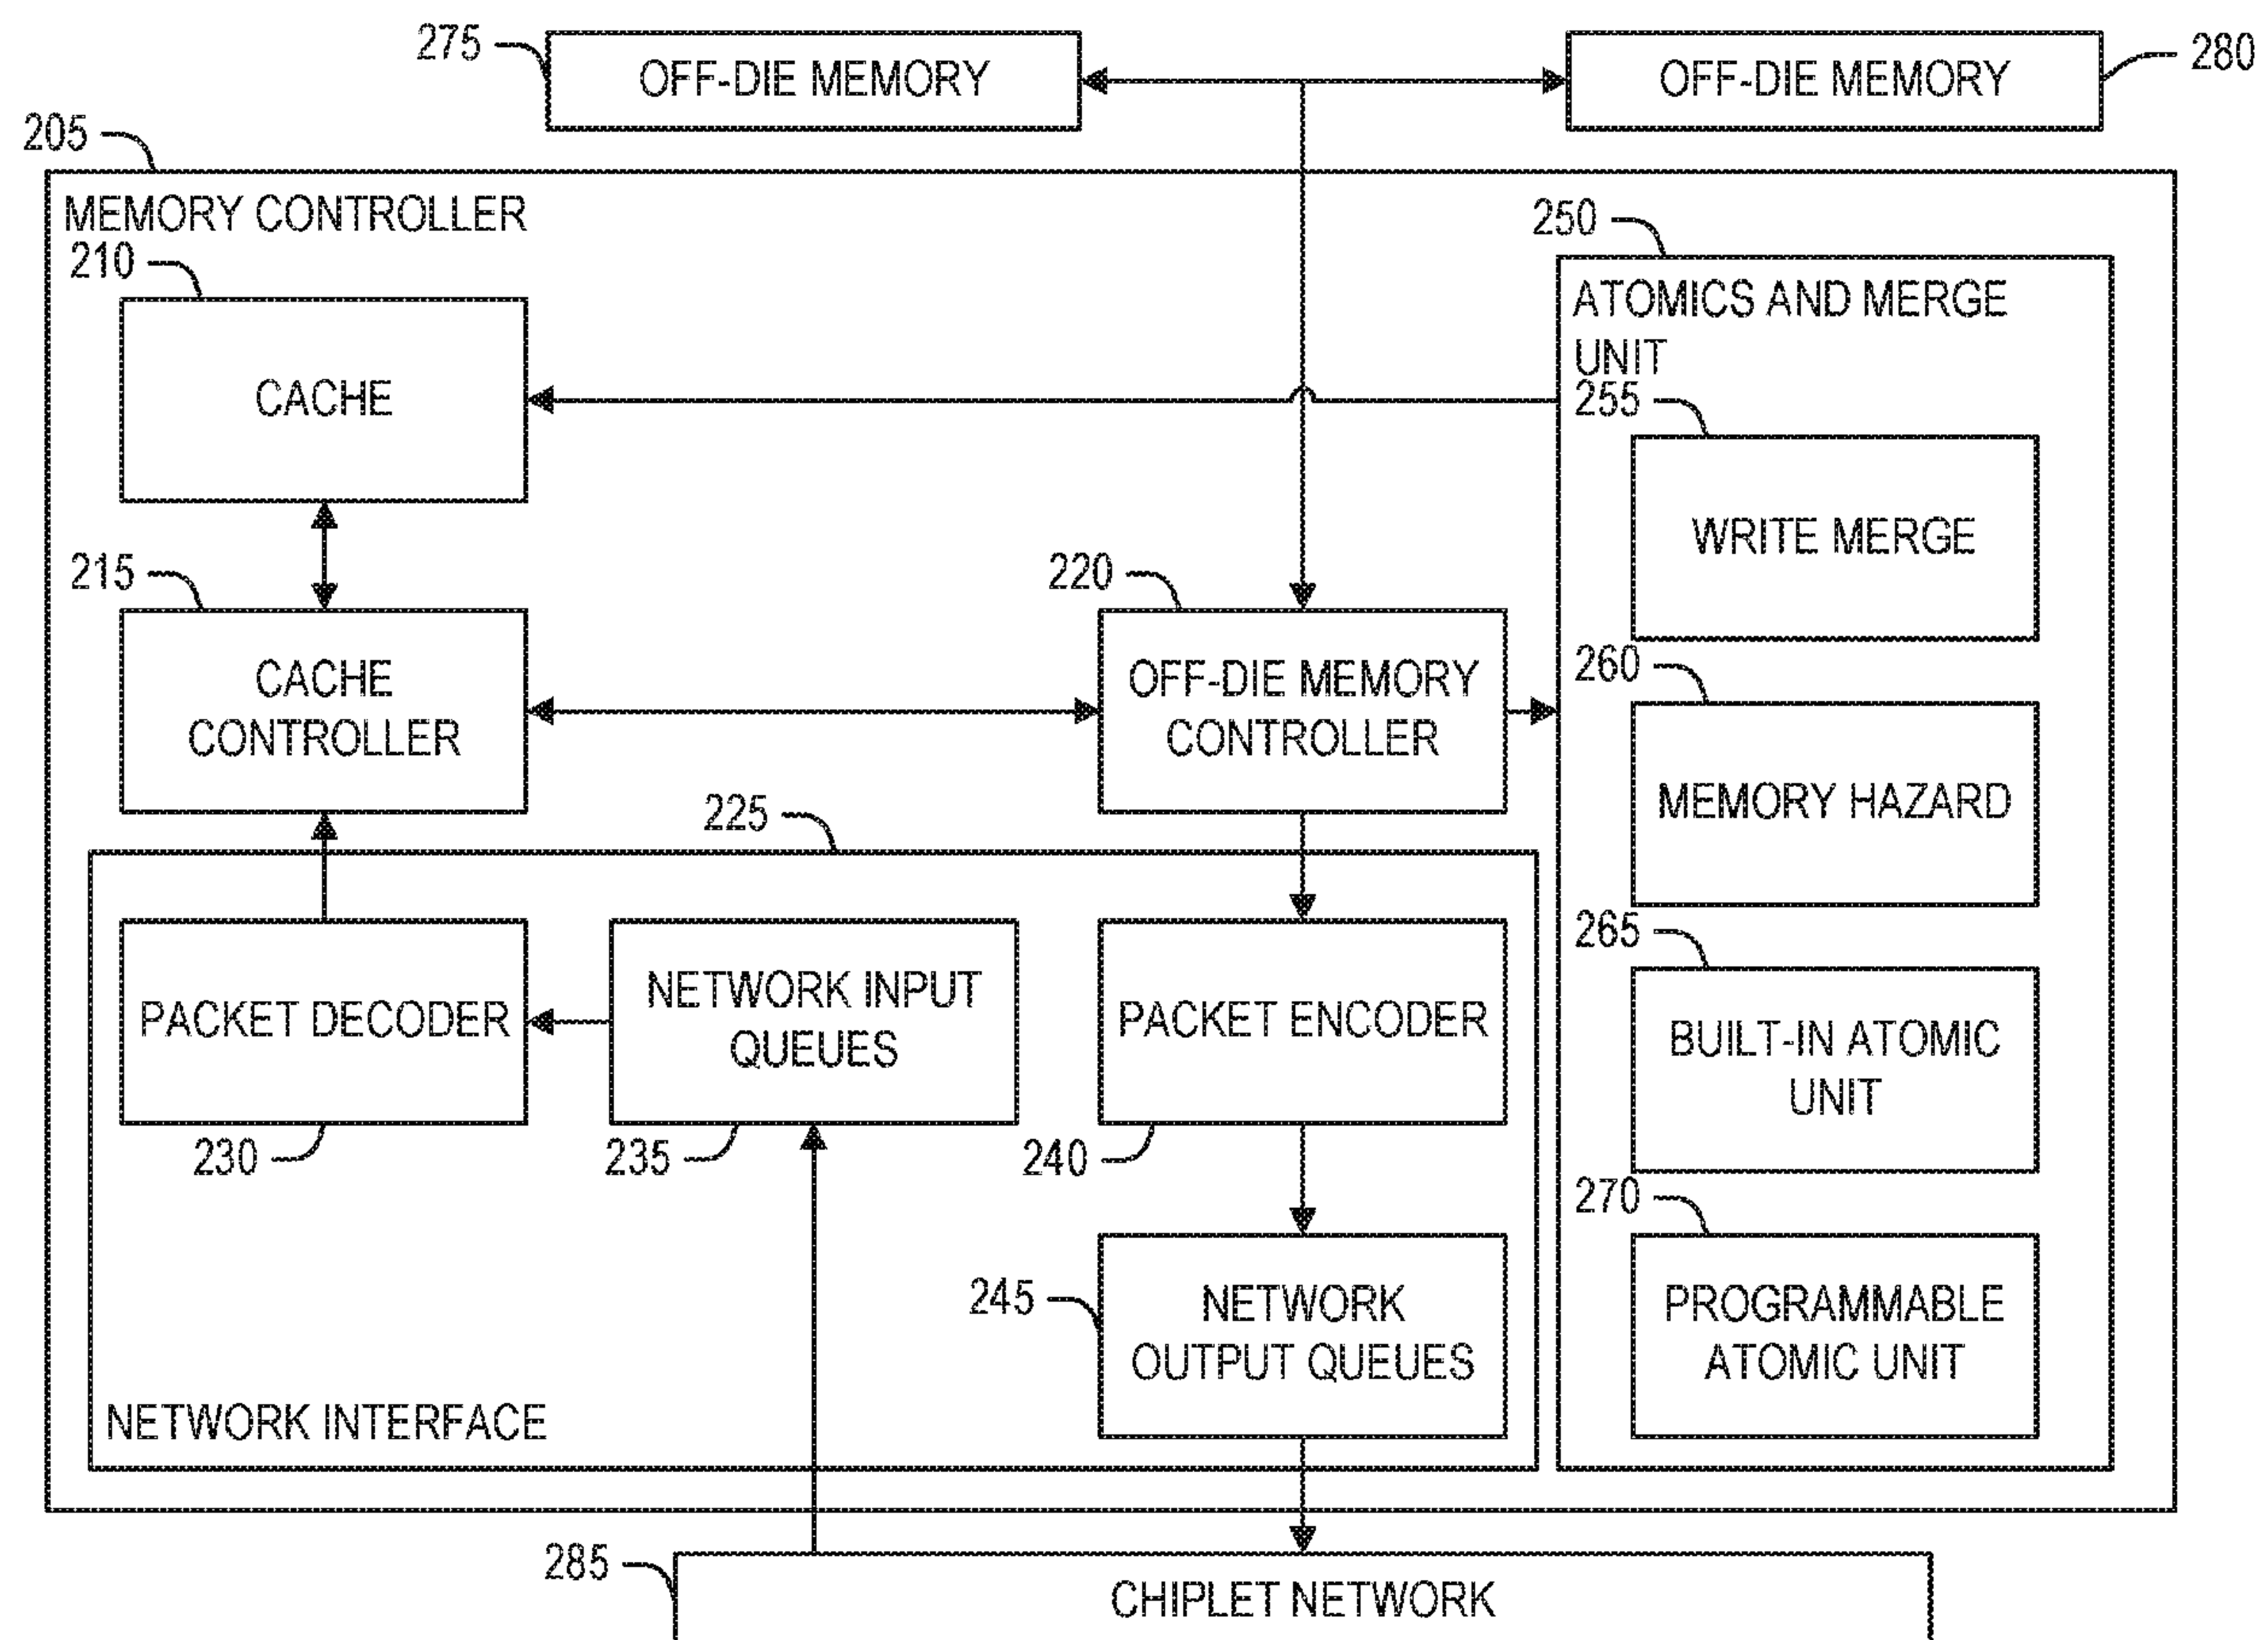 275
OFF-DIE MEMORY
OFF-DIE MEMORY
280
205
MEMORY CONTROLLER
210
CACHE
250
ATOMICS AND MERGE
UNIT
255
WRITE MERGE
215
CACHE
CONTROLLER
220
OFF-DIE MEMORY
CONTROLLER
260
MEMORY HAZARD
225
PACKET DECODER
230
NETWORK INPUT
QUEUES
235
PACKET ENCODER
240
265
BUILT-IN ATOMIC
UNIT
245
NETWORK
OUTPUT QUEUES
270
PROGRAMMABLE
ATOMIC UNIT
NETWORK INTERFACE
285
CHIPLET NETWORK